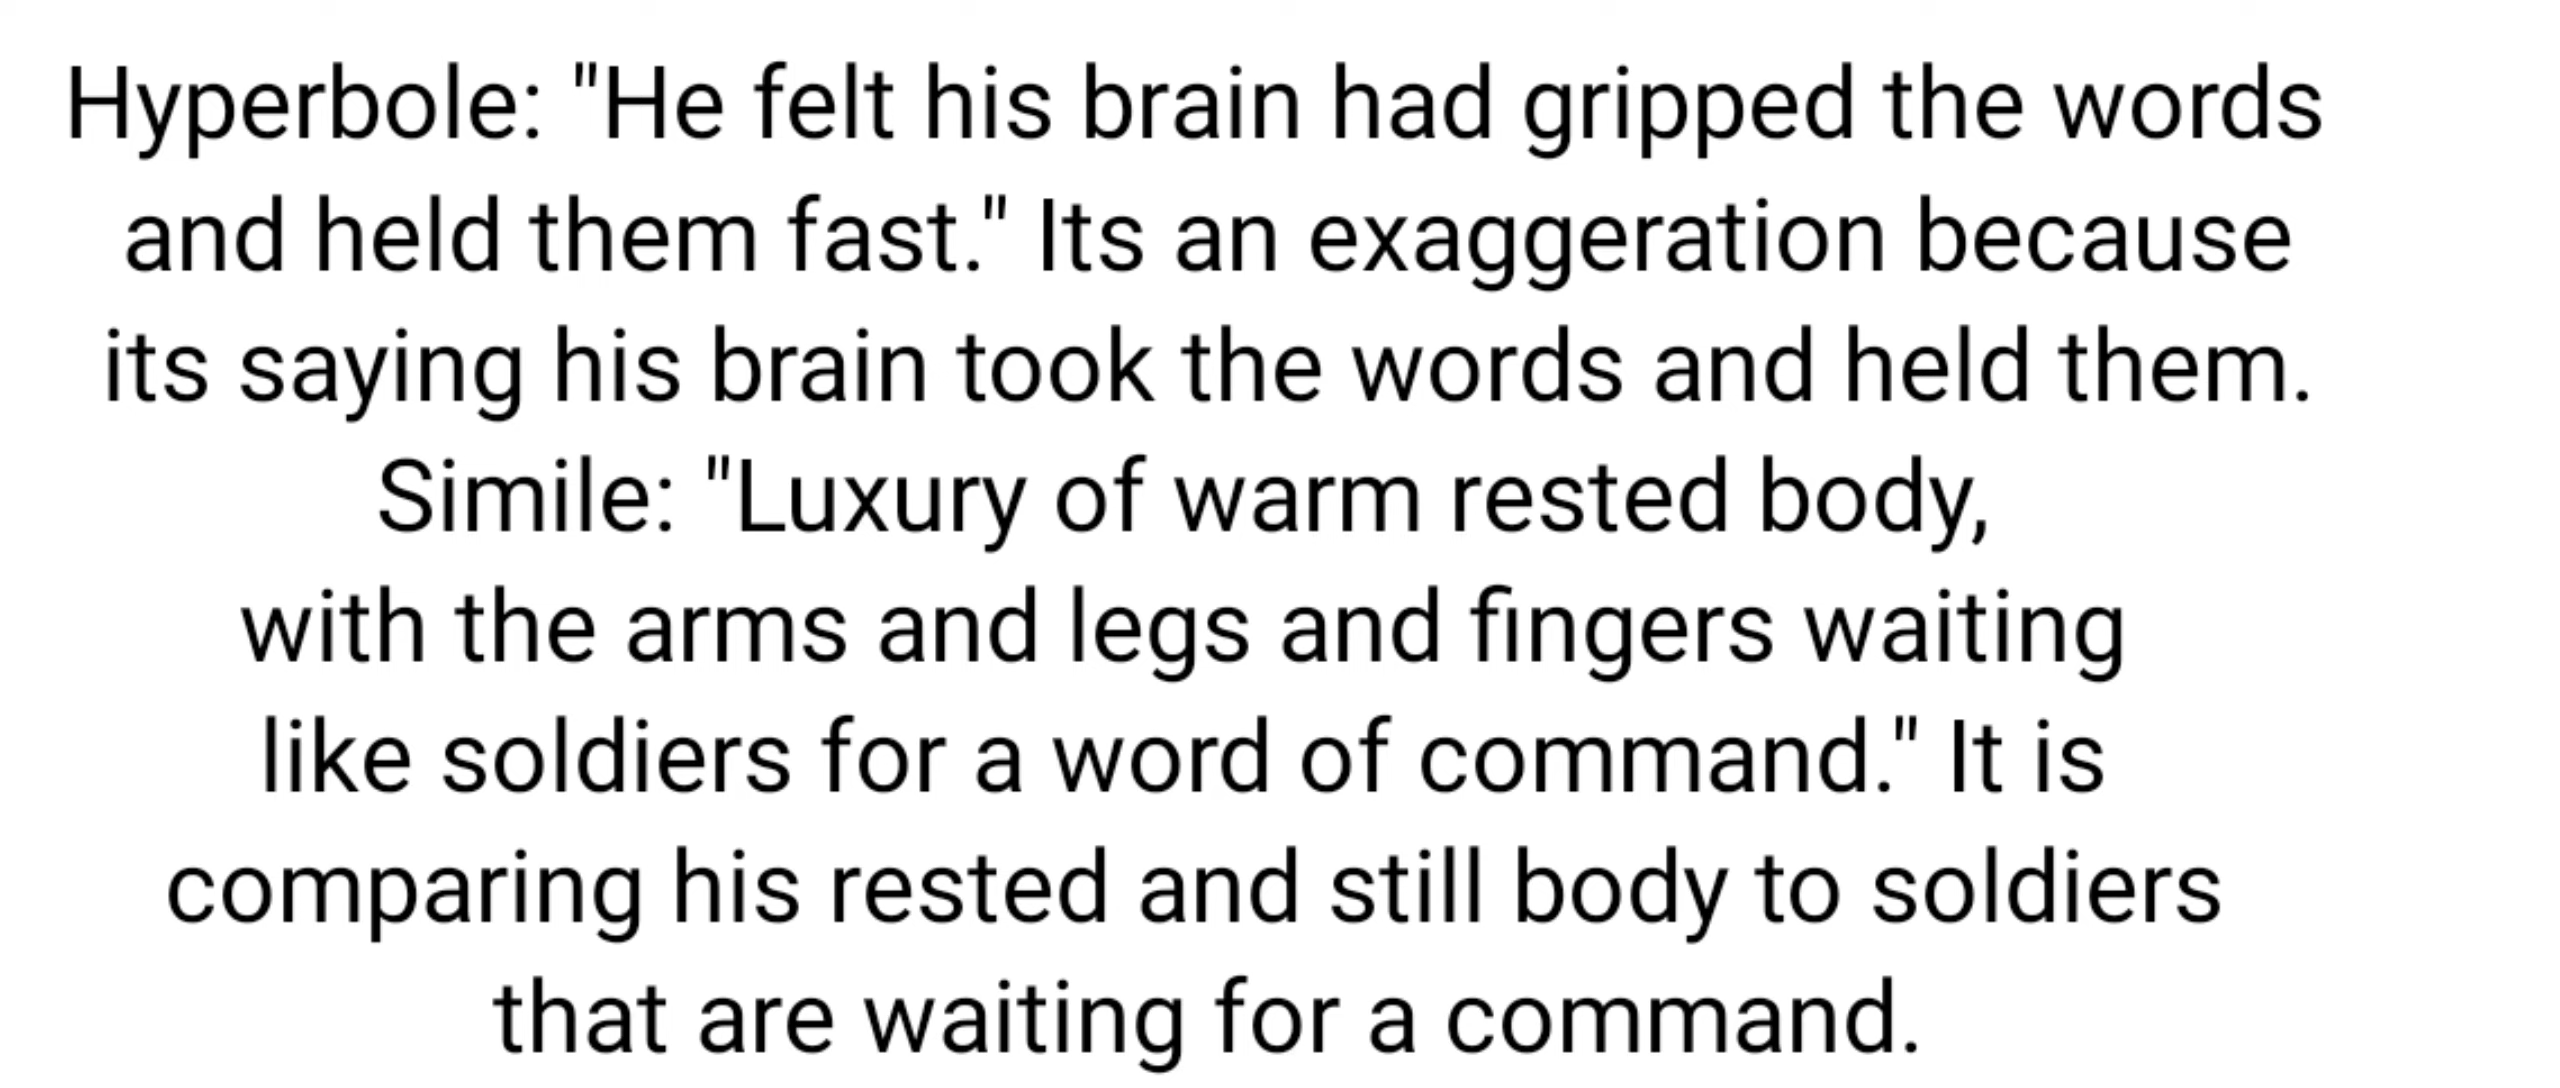 Hyperbole: "He felt his brain had gripped the words
and held them fast." Its an exaggeration because
its saying his brain took the words and held them.
Simile: "Luxury of warm rested body,
with the arms and legs and fingers waiting
like soldiers for a word of command." It is
comparing his rested and still body to soldiers
that are waiting for a command.